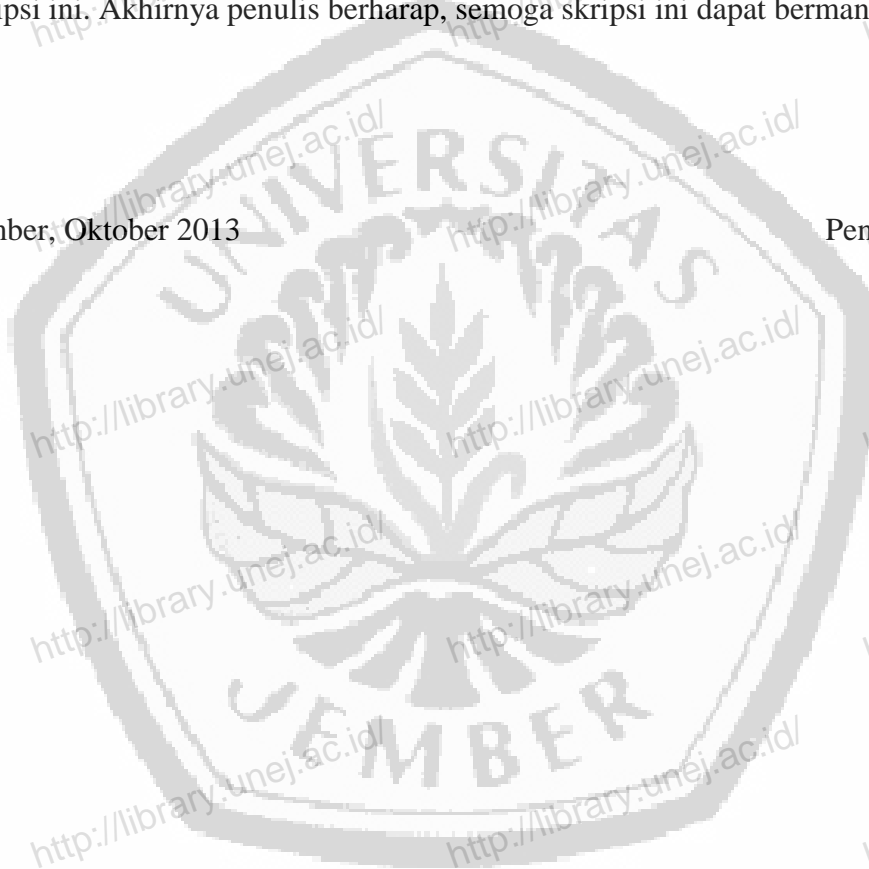 ipsi ini. Akhirnya penulis berharap, semoga skripsi ini dapat berman
http://library.unej.ac.id/ http://library.unej.ac.id/
UNIVERSITAS
nber, Oktober 2013 Pen
http://library.unej.ac.id/ http://library.unej.ac.id/
http://library.unej.ac.id/ http://library.unej.ac.id/
JEMBER
http://library.unej.ac.id/ http://library.unej.ac.id/